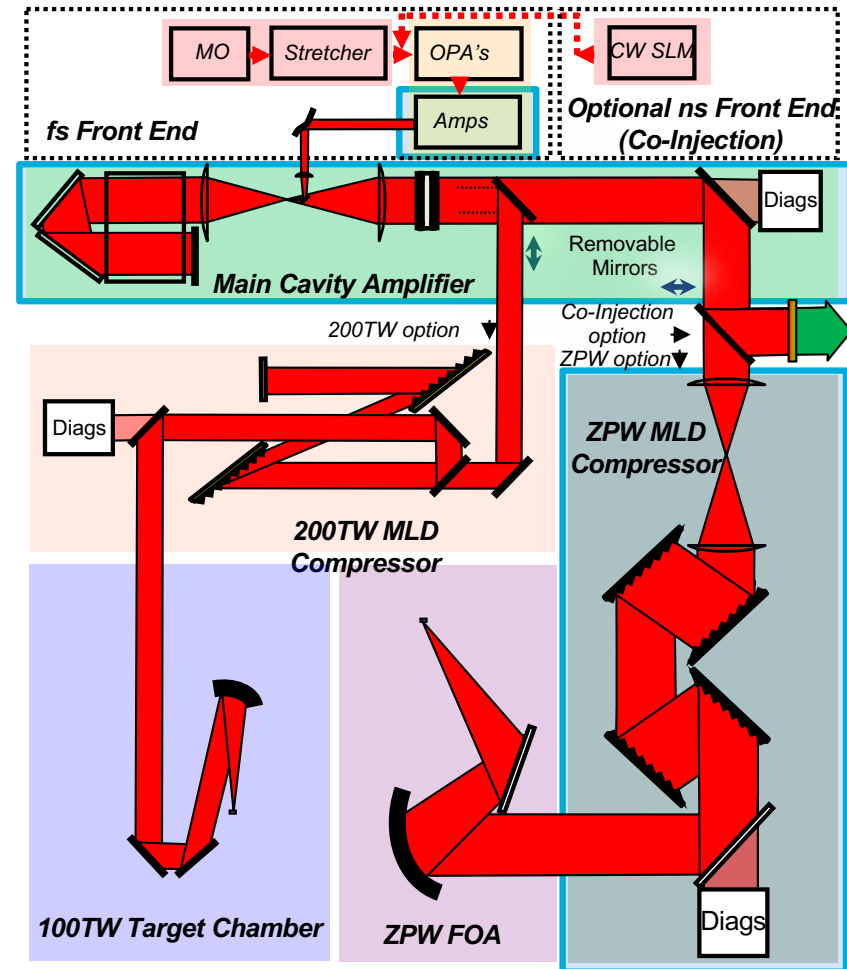 MO
Stretcher
OPA's
CW SLM
Amps
fs Front End
Optional ns Front End
(Co-Injection)
Diags
Removable
Mirrors
Main Cavity Amplifier
200TW option
Co-Injection
option
ZPW option
Diags
ZPW MLD
Compressor
200TW MLD
Compressor
100TW Target Chamber
ZPW FOA
Diags